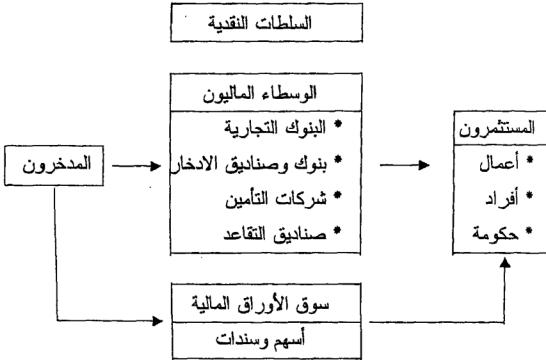 السلطات النقدية
الوسطاء الماليون
* البنوك التجارية
* بنوك وصناديق الادخار
* شركات التأمين
* صناديق التقاعد
المستثمرون
* أعمال
* أفراد
* حكومة
المدخرون
سوق الأوراق المالية
أسهم وسندات